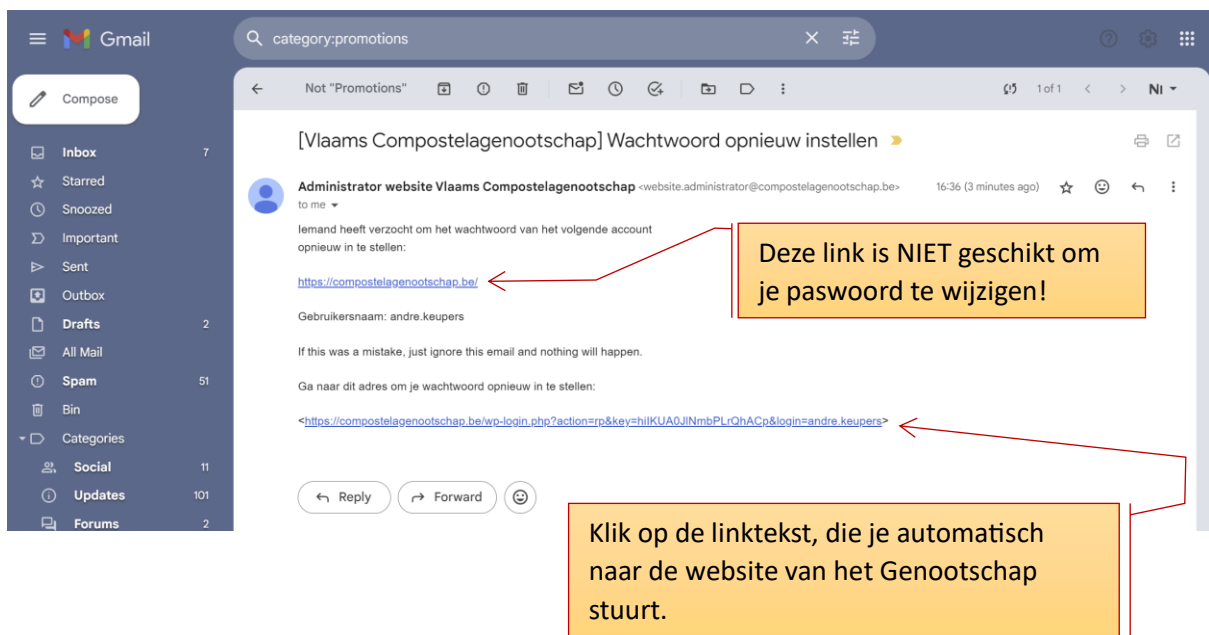 Gmail
category:promotions
Compose
Not "Promotions"
1 of 1
NI
Inbox 7
Starred
Snoozed
Important
Sent
Outbox
Drafts 2
All Mail
Spam 51
Bin
Categories
Social 11
Updates 101
Forums 2
[Vlaams Compostelagenootschap] Wachtwoord opnieuw instellen
Administrator website Vlaams Compostelagenootschap <website.administrator@compostelagenootschap.be> 16:36 (3 minutes ago)
to me
Iemand heeft verzocht om het wachtwoord van het volgende account
opnieuw in te stellen:
https://compostelagenootschap.be/
Gebruikersnaam: andre.keupers
If this was a mistake, just ignore this email and nothing will happen.
Ga naar dit adres om je wachtwoord opnieuw in te stellen:
<https://compostelagenootschap.be/wp-login.php?action=rp&key=hiIKUA0JlNmbPLrQhACp&login=andre.keupers>
Reply
Forward
Deze link is NIET geschikt om
je paswoord te wijzigen!
Klik op de linktekst, die je automatisch
naar de website van het Genootschap
stuurt.